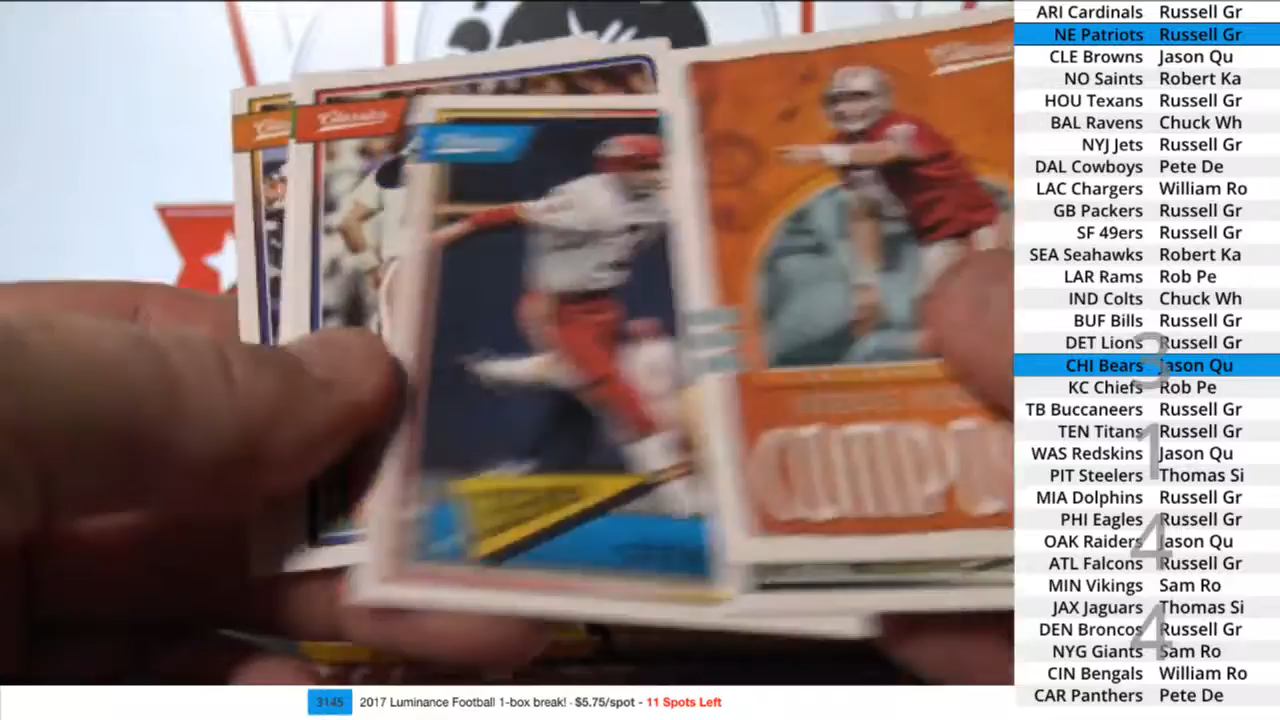 Classics
COMPO
ARI Cardinals Russell Gr
NE Patriots Russell Gr
CLE Browns Jason Qu
NO Saints Robert Ka
HOU Texans Russell Gr
BAL Ravens Chuck Wh
NYJ Jets Russell Gr
DAL Cowboys Pete De
LAC Chargers William Ro
GB Packers Russell Gr
SF 49ers Russell Gr
SEA Seahawks Robert Ka
LAR Rams Rob Pe
IND Colts Chuck Wh
BUF Bills Russell Gr
DET Lions Russell Gr
3
CHI Bears Jason Qu
KC Chiefs Rob Pe
TB Buccaneers Russell Gr
TEN Titans Russell Gr
1
WAS Redskins Jason Qu
PIT Steelers Thomas Si
MIA Dolphins Russell Gr
PHI Eagles Russell Gr
4
OAK Raiders Jason Qu
ATL Falcons Russell Gr
MIN Vikings Sam Ro
JAX Jaguars Thomas Si
4
DEN Broncos Russell Gr
NYG Giants Sam Ro
CIN Bengals William Ro
CAR Panthers Pete De
3145 2017 Luminance Football 1-box break! - $5.75/spot - 11 Spots Left